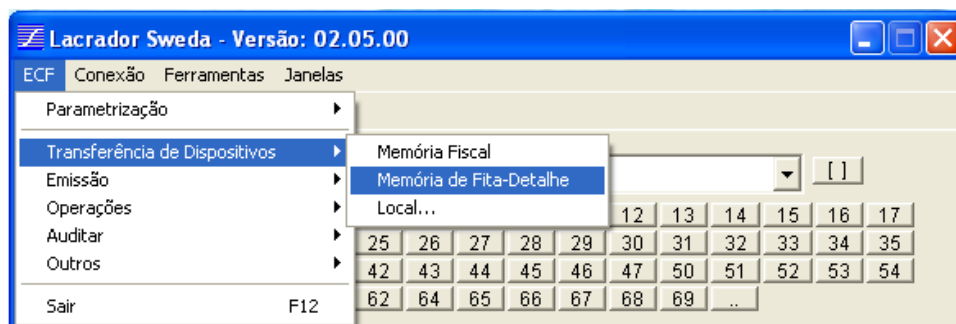 Lacrador Sweda - Versão: 02.05.00
ECF Conexão Ferramentas Janelas
Parametrização
Transferência de Dispositivos
Emissão
Operações
Auditar
Outros
Sair F12
Memória Fiscal
Memória de Fita-Detalhe
Local...
[ ]
12 13 14 15 16 17
25 26 27 28 29 30 31 32 33 34 35
42 43 44 45 46 47 50 51 52 53 54
62 64 65 66 67 68 69 ..